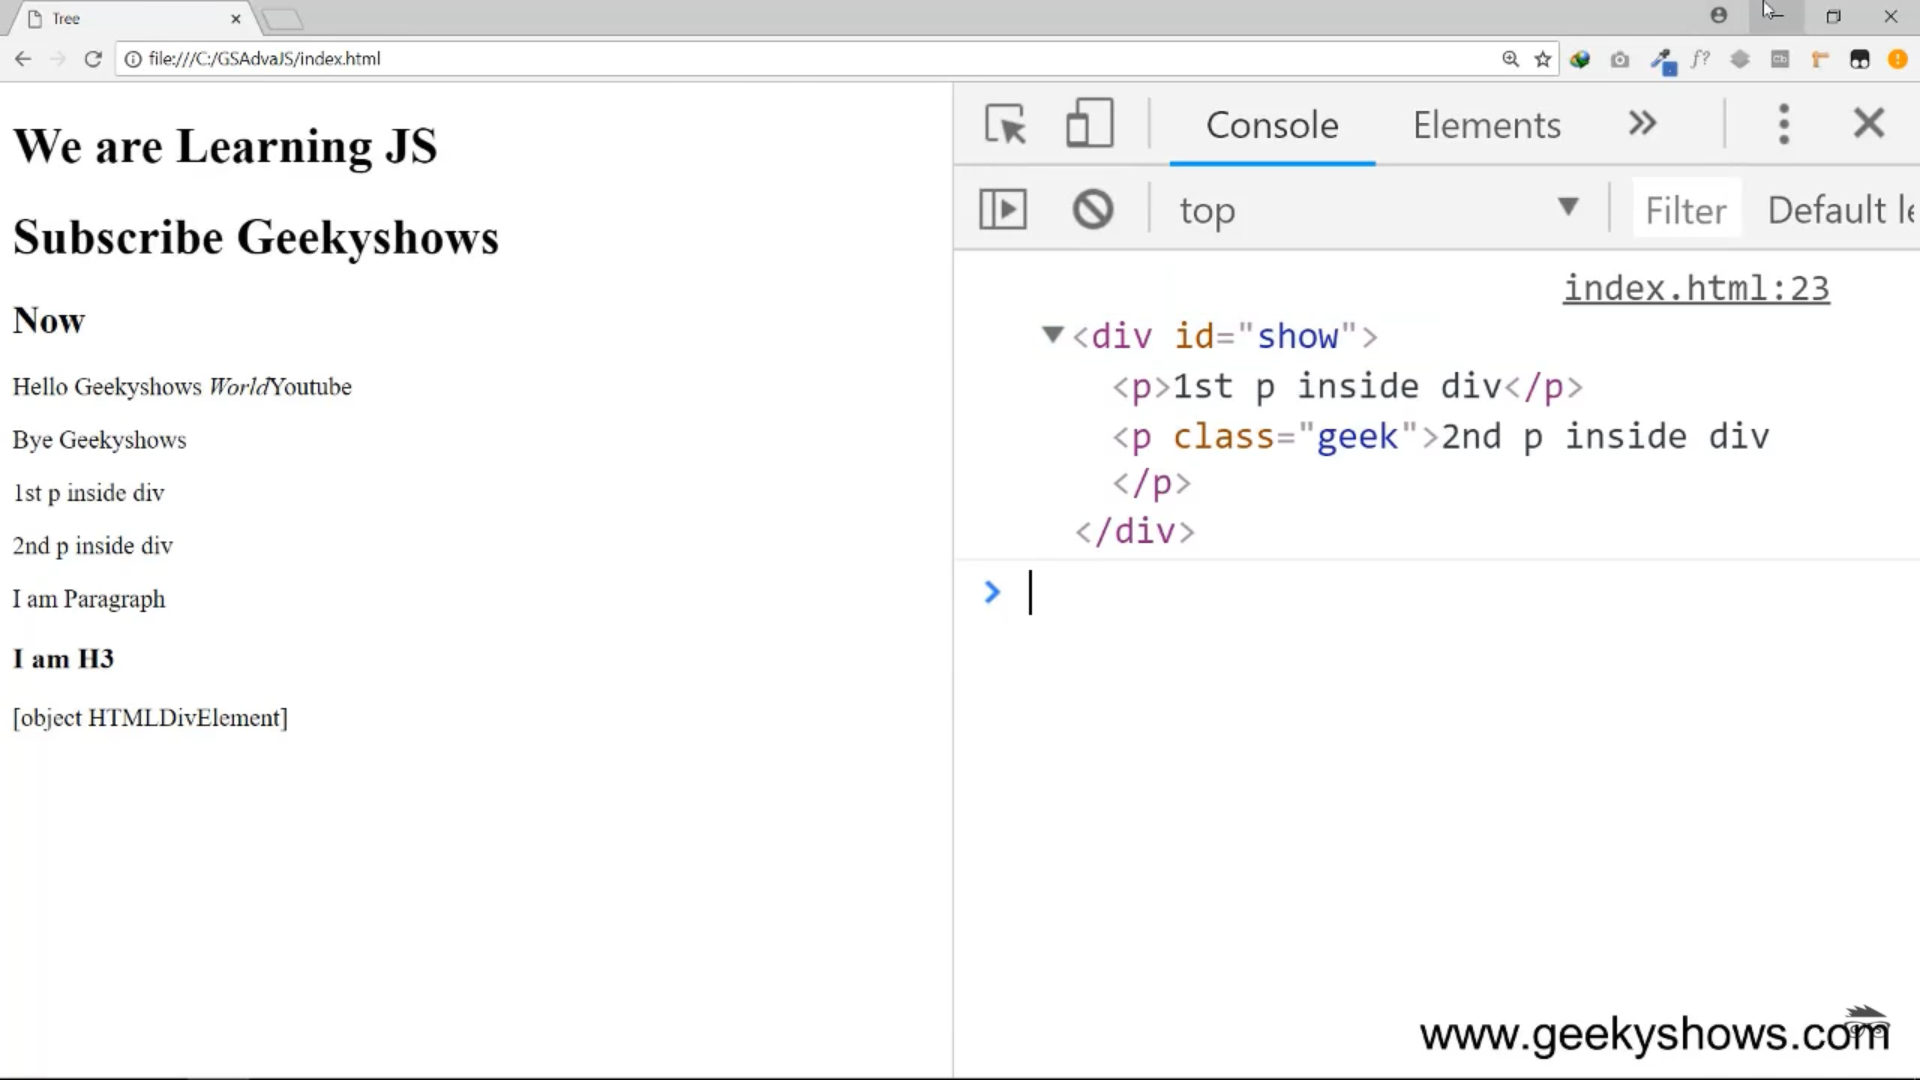 Tree
file:///C:/GSAdvaJS/index.html
We are Learning JS
Subscribe Geekyshows
Now
Hello Geekyshows WorldYoutube
Bye Geekyshows
1st p inside div
2nd p inside div
I am Paragraph
I am H3
[object HTMLDivElement]
Console Elements
top Filter Default le
index.html:23
<div id="show">
<p>1st p inside div</p>
<p class="geek">2nd p inside div
</p>
</div>
www.geekyshows.com